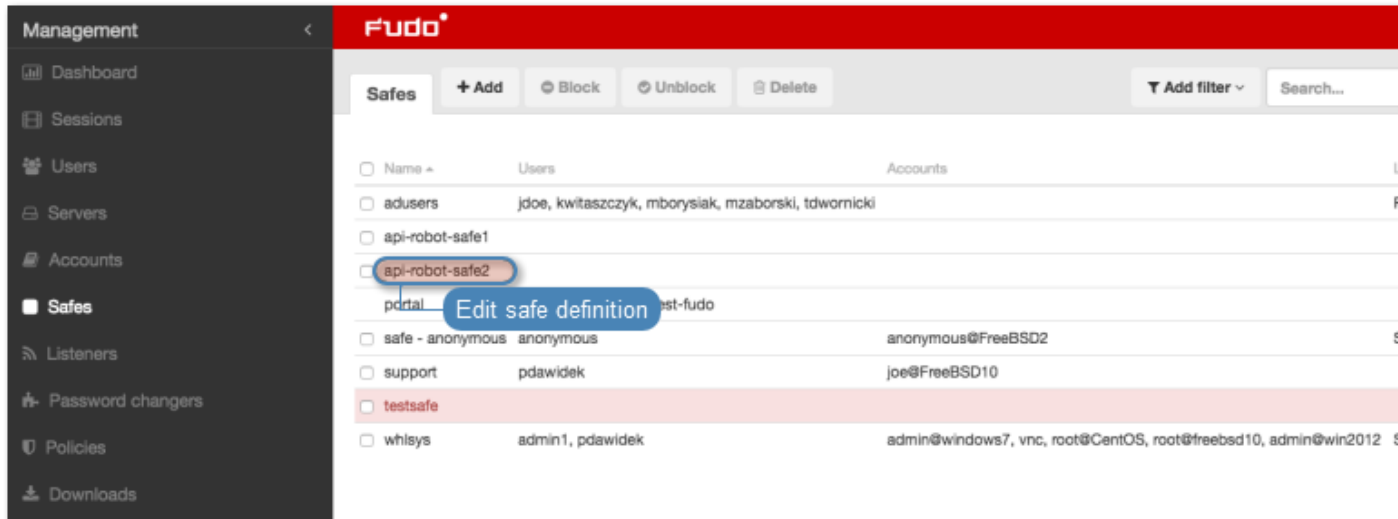 Management <
FUDO
Dashboard
Safes + Add Block Unblock Delete Add filter Search...
Sessions
Users
Name Users Accounts
adusers jdoe, kwitaszczyk, mborysiak, mzaborski, tdwornicki
Servers
api-robot-safe1
Accounts
api-robot-safe2
Safes
portal Edit safe definition est-fudo
safe - anonymous anonymous anonymous@FreeBSD2
Listeners
support pdawidek joe@FreeBSD10
Password changers
testsafe
Policies
whlsys admin1, pdawidek admin@windows7, vnc, root@CentOS, root@freebsd10, admin@win2012
Downloads